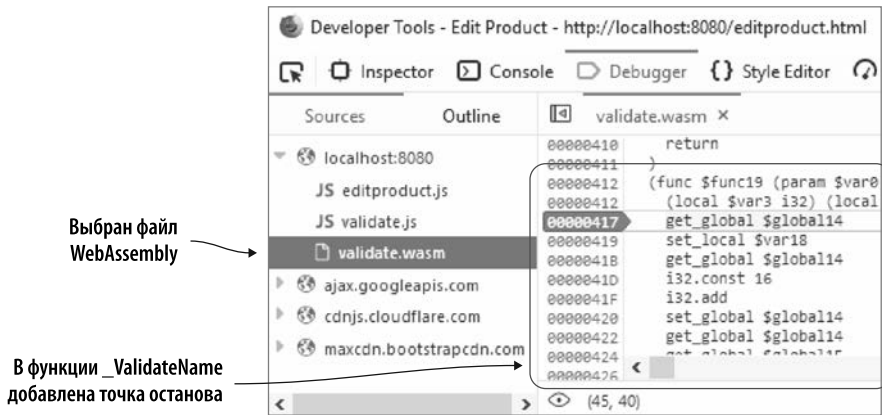 Developer Tools - Edit Product - http://localhost:8080/editproduct.html
Inspector Console Debugger {} Style Editor
Sources Outline validate.wasm ×
localhost:8080
JS editproduct.js
JS validate.js
validate.wasm
ajax.googleapis.com
cdnjs.cloudflare.com
maxcdn.bootstrapcdn.com
00000410 return
00000411 )
00000412 (func $func19 (param $var0
00000412 (local $var3 i32) (local
00000417 get_global $global14
00000419 set_local $var18
0000041B get_global $global14
0000041D i32.const 16
0000041F i32.add
00000420 set_global $global14
00000422 get_global $global14
00000424 get_global $global15
00000426
(45, 40)
Выбран файл
WebAssembly
В функции _ValidateName
добавлена точка останова